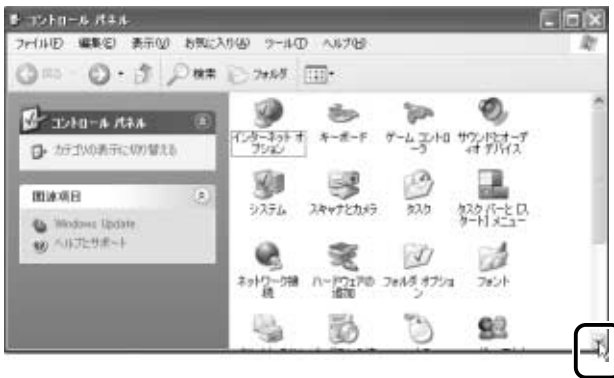 コントロール パネル
ファイル(F) 編集(E) 表示(V) お気に入り(A) ツール(T) ヘルプ(H)
戻る 検索 フォルダ
コントロール パネル
カテゴリの表示に切り替える
関連項目
Windows Update
ヘルプとサポート
インターネット オプション
キーボード
ゲーム コントローラ
サウンドとオーディオ デバイス
システム
スキャナとカメラ
タスク
タスク バーと [スタート] メニュー
ネットワーク接続
ハードウェアの追加
フォルダ オプション
フォント